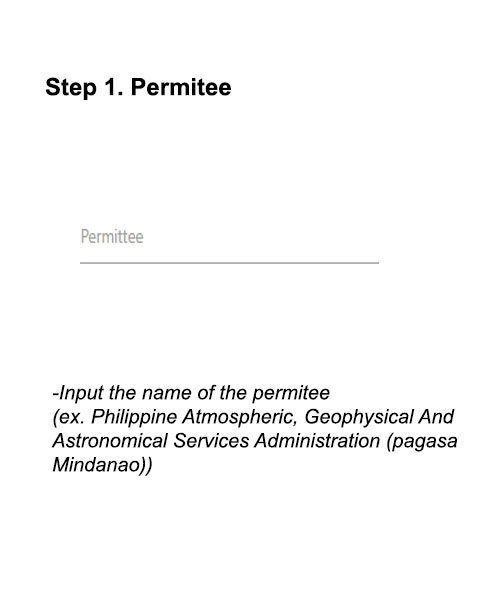 Step 1. Permitee
Permittee
-Input the name of the permitee
(ex. Philippine Atmospheric, Geophysical And
Astronomical Services Administration (pagasa
Mindanao))